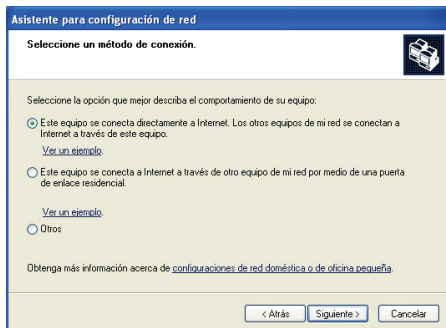 Asistente para configuración de red
Seleccione un método de conexión.
Seleccione la opción que mejor describa el comportamiento de su equipo:
Este equipo se conecta directamente a Internet. Los otros equipos de mi red se conectan a
Internet a través de este equipo.
Ver un ejemplo.
Este equipo se conecta a Internet a través de otro equipo de mi red por medio de una puerta
de enlace residencial.
Ver un ejemplo.
Otros
Obtenga más información acerca de configuraciones de red doméstica o de oficina pequeña.
< Atrás Siguiente > Cancelar